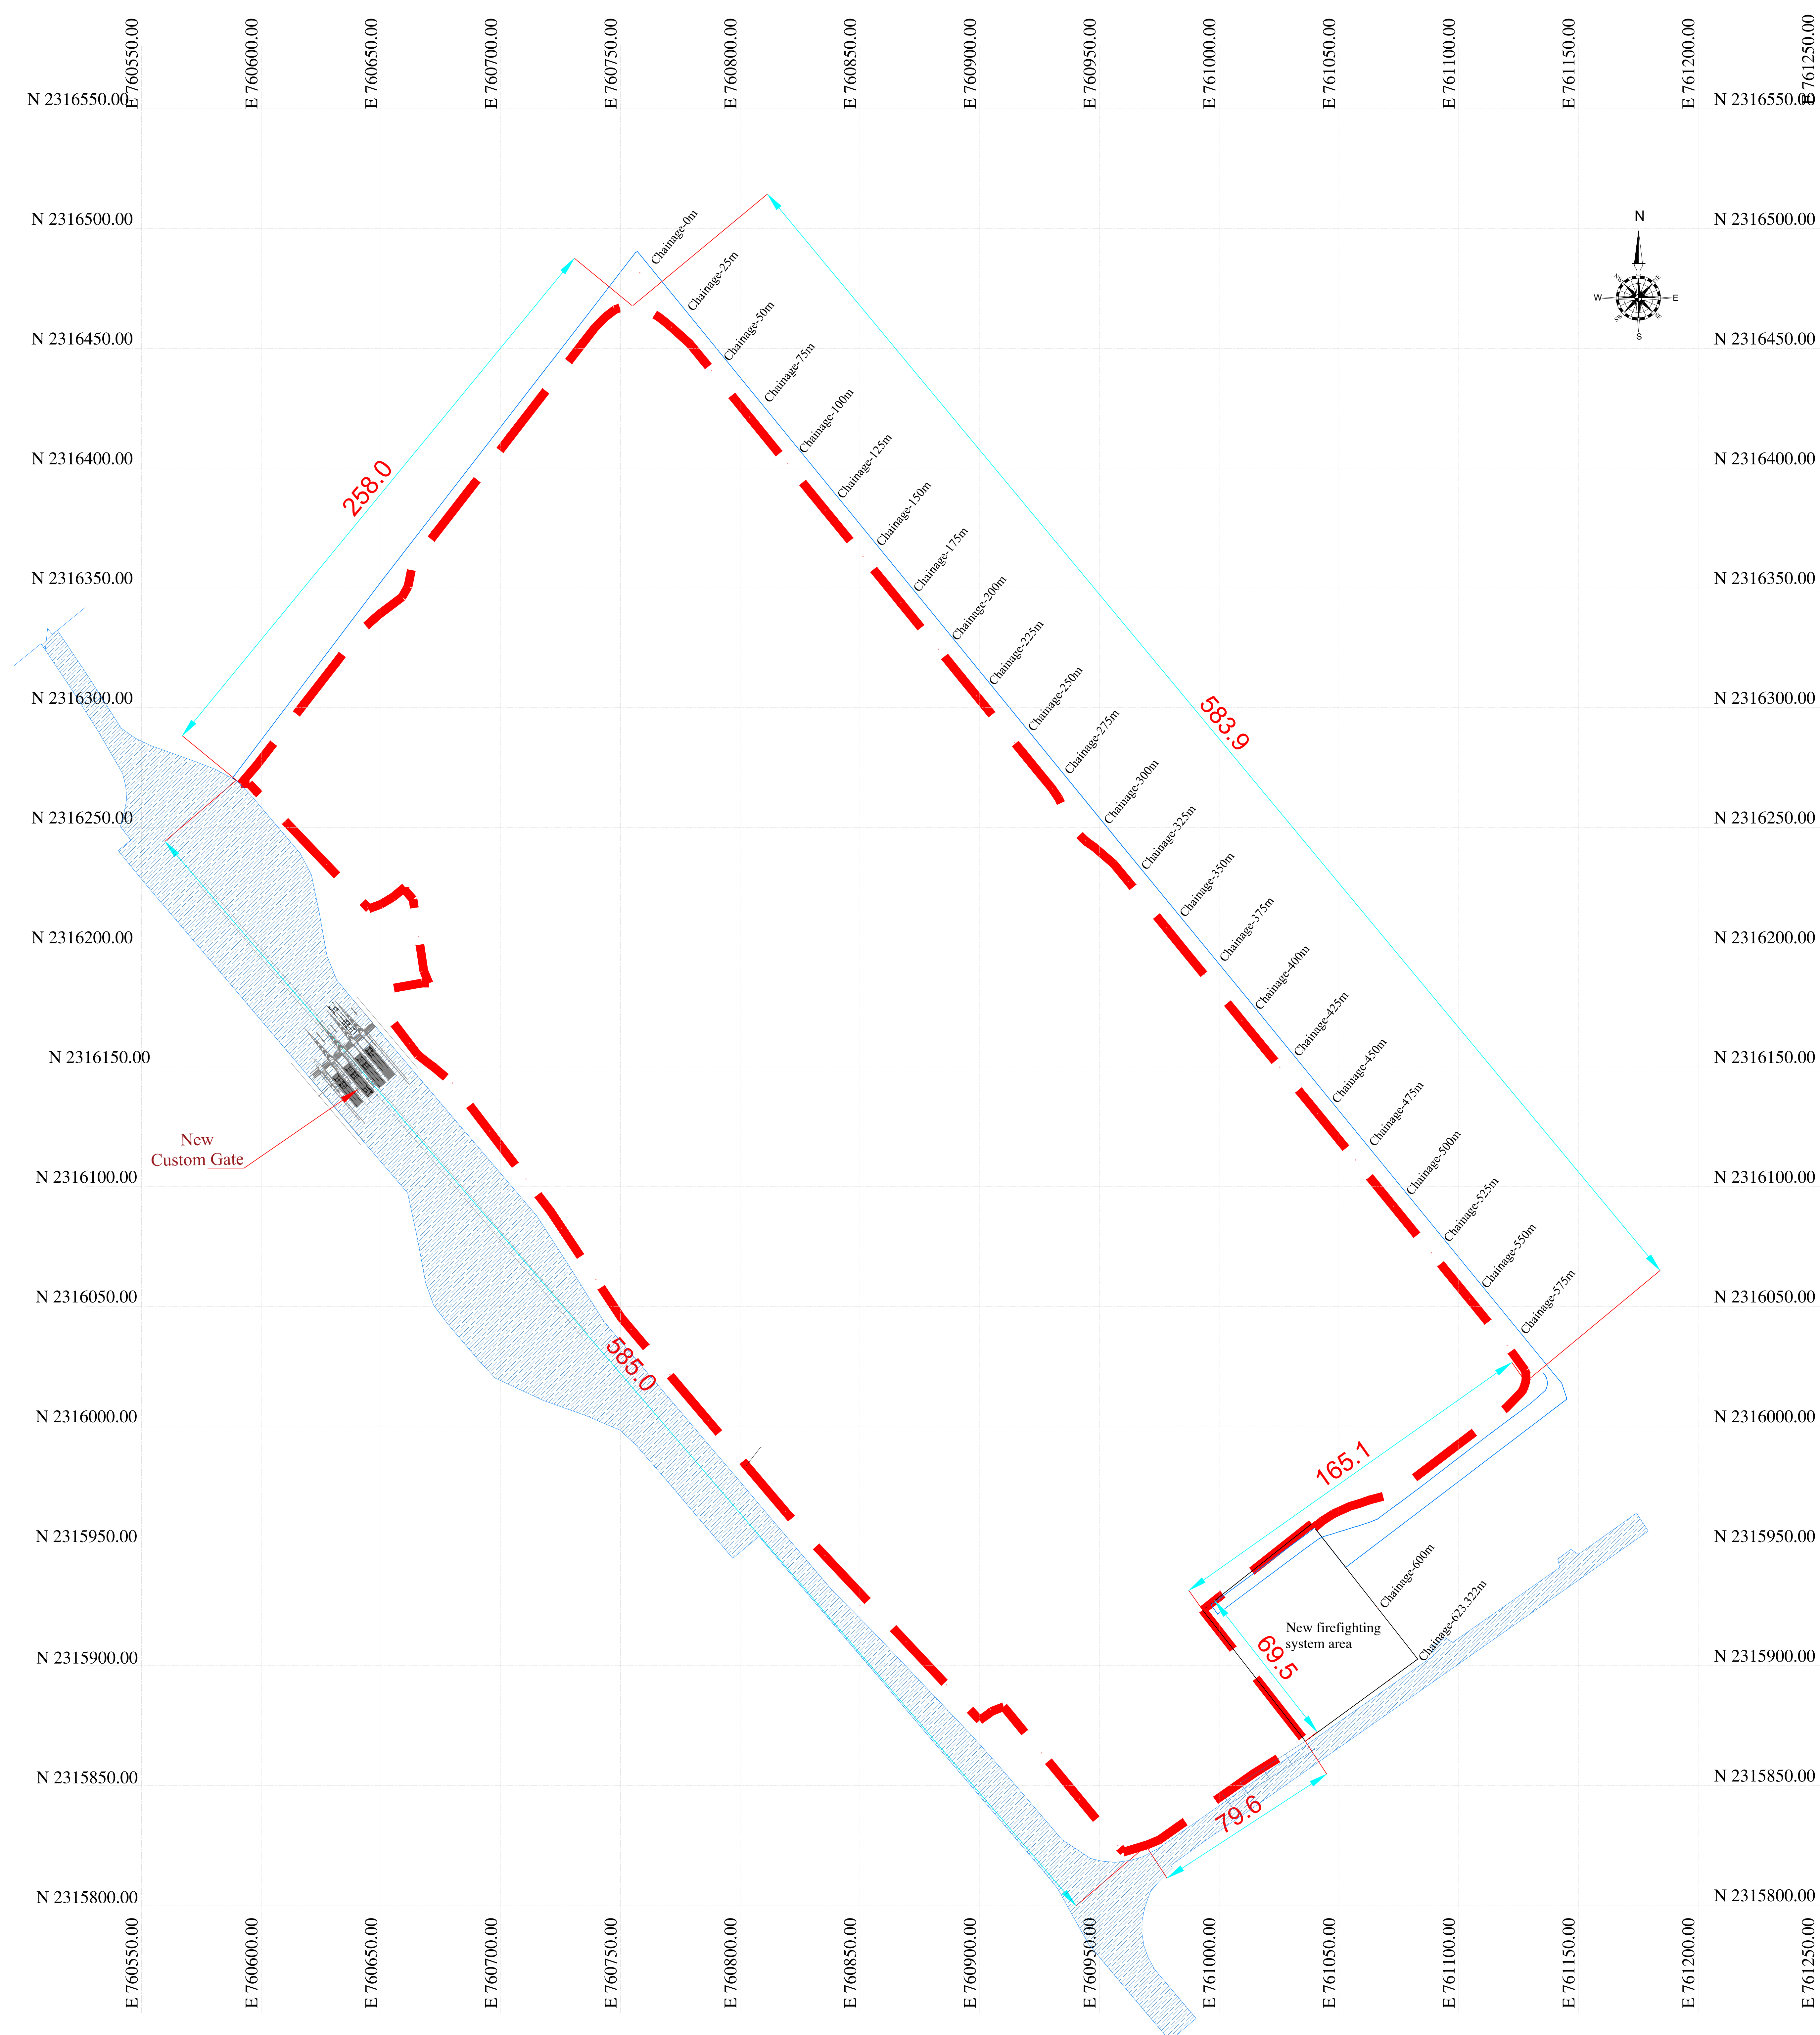 E 760550.00
E 760600.00
E 760650.00
E 760700.00
E 760750.00
E 760800.00
E 760850.00
E 760900.00
E 760950.00
E 761000.00
E 761050.00
E 761100.00
E 761150.00
E 761200.00
E 761250.00
N 2316550.00
N 2316550.00
N 2316500.00
N 2316500.00
N 2316450.00
N 2316450.00
N 2316400.00
N 2316400.00
N 2316350.00
N 2316350.00
N 2316300.00
N 2316300.00
N 2316250.00
N 2316250.00
N 2316200.00
N 2316200.00
N 2316150.00
N 2316150.00
N 2316100.00
N 2316100.00
N 2316050.00
N 2316050.00
N 2316000.00
N 2316000.00
N 2315950.00
N 2315950.00
N 2315900.00
N 2315900.00
N 2315850.00
N 2315850.00
N 2315800.00
N 2315800.00
N
NW
NE
W
E
S
Chainage-0m
Chainage-25m
Chainage-50m
Chainage-75m
Chainage-100m
Chainage-125m
Chainage-150m
Chainage-175m
Chainage-200m
Chainage-225m
Chainage-250m
Chainage-275m
Chainage-300m
Chainage-325m
Chainage-350m
Chainage-375m
Chainage-400m
Chainage-425m
Chainage-450m
Chainage-475m
Chainage-500m
Chainage-525m
Chainage-550m
Chainage-575m
Chainage-600m
Chainage-623.322m
258.0
583.9
585.0
165.1
69.5
79.6
New
Custom Gate
New firefighting
system area
E 760550.00
E 760600.00
E 760650.00
E 760700.00
E 760750.00
E 760800.00
E 760850.00
E 760900.00
E 760950.00
E 761000.00
E 761050.00
E 761100.00
E 761150.00
E 761200.00
E 761250.00